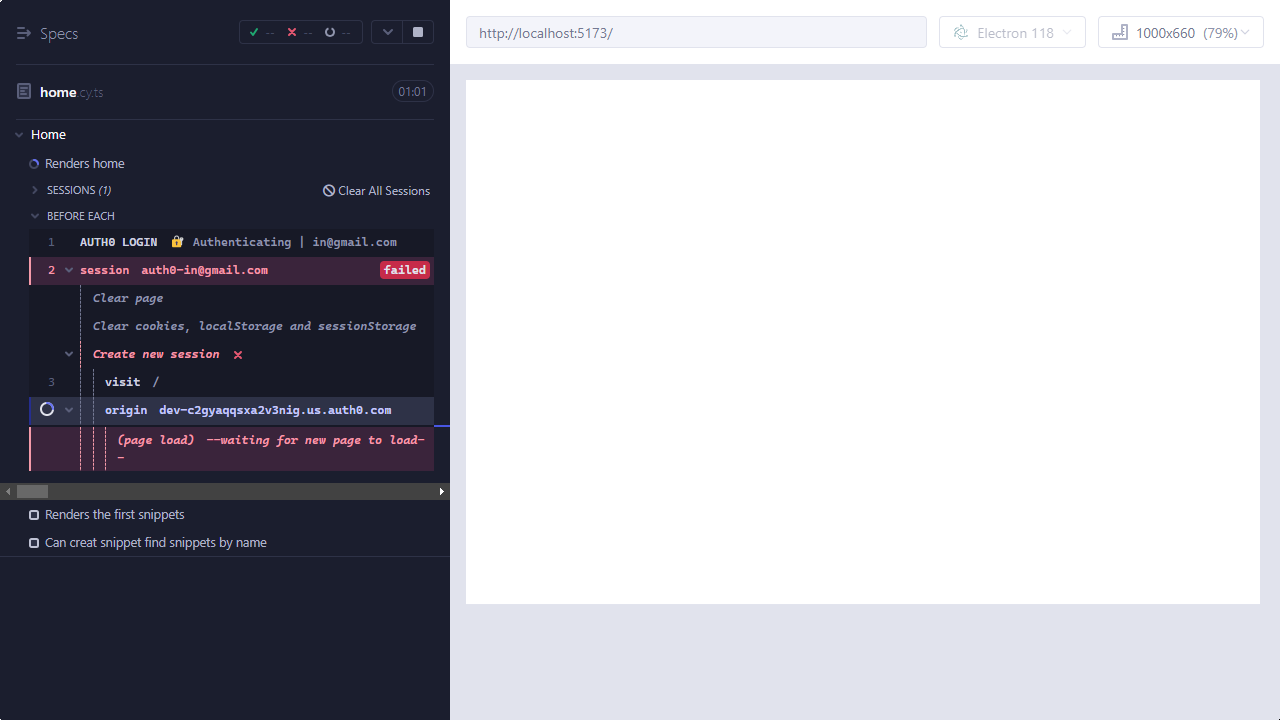 Specs
-- -- --
home.cy.ts
01:01
Home
Renders home
SESSIONS (1)
Clear All Sessions
BEFORE EACH
1 AUTH0 LOGIN 🔐 Authenticating | in@gmail.com
2 session auth0-in@gmail.com failed
Clear page
Clear cookies, localStorage and sessionStorage
Create new session
3 visit /
origin dev-c2gyaqqsxa2v3nig.us.auth0.com
(page load) --waiting for new page to load-
-
Renders the first snippets
Can creat snippet find snippets by name
http://localhost:5173/
Electron 118
1000x660 (79%)